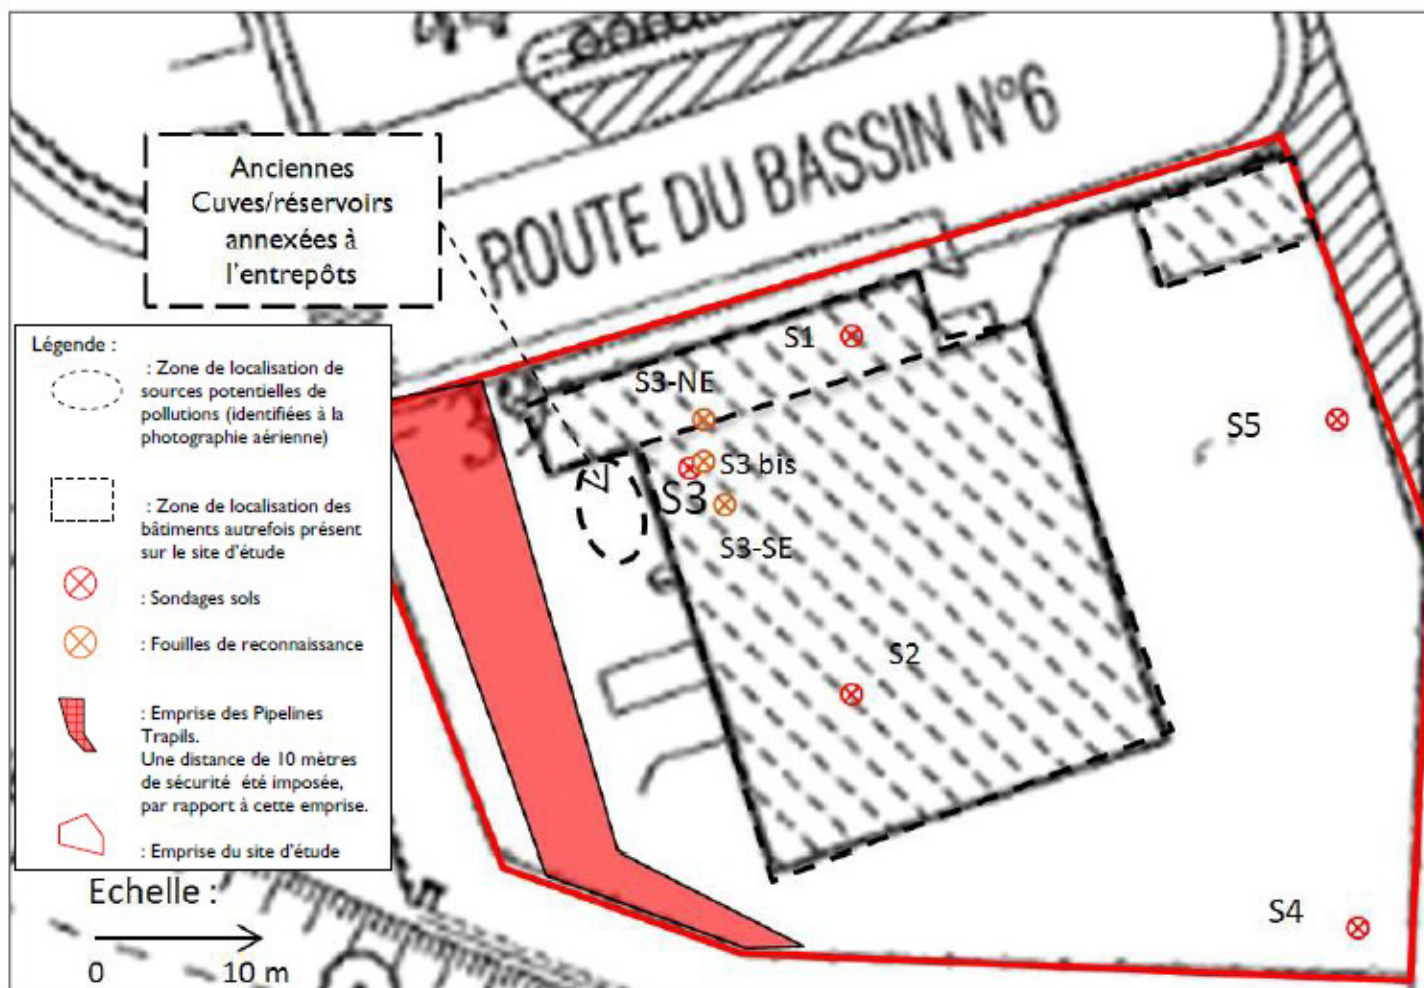 ROUTE DU BASSIN N°6
Anciennes
Cuves/réservoirs
annexées à
l'entrepôts
Légende :
: Zone de localisation de
sources potentielles de
pollutions (identifiées à la
photographie aérienne)
: Zone de localisation des
bâtiments autrefois présent
sur le site d'étude
: Sondages sols
: Fouilles de reconnaissance
: Emprise des Pipelines
Trapils.
Une distance de 10 mètres
de sécurité été imposée,
par rapport à cette emprise.
: Emprise du site d'étude
Echelle :
0 10 m
S1
S3-NE
S3 bis
S3
S3-SE
S2
S5
S4